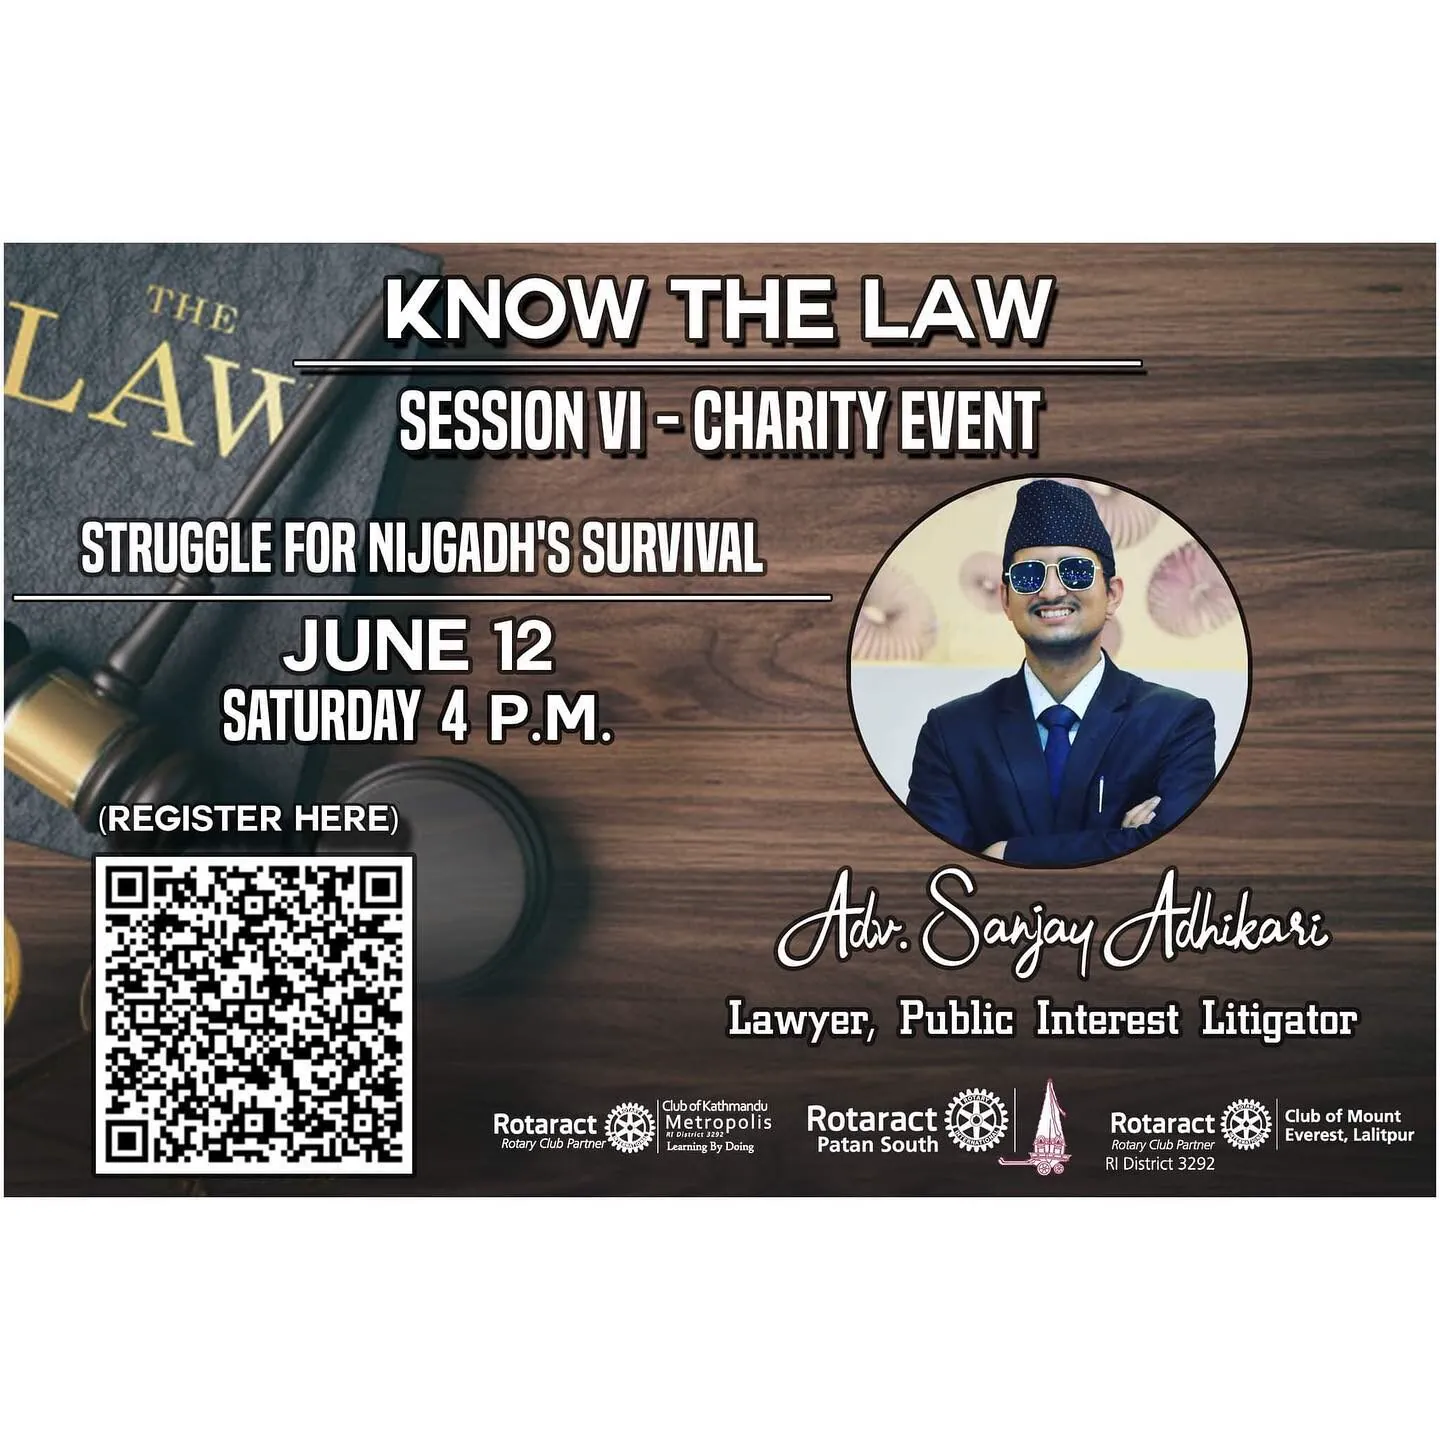 THE
LAW
KNOW THE LAW
SESSION VI - CHARITY EVENT
STRUGGLE FOR NIJGADH'S SURVIVAL
JUNE 12
SATURDAY 4 P.M.
(REGISTER HERE)
Adv. Sanjay Adhikari
Lawyer, Public Interest Litigator
Rotaract
Rotary Club Partner
Club of Kathmandu
Metropolis
RI District 3292
Learning By Doing
Rotaract
Patan South
Rotaract
Rotary Club Partner
RI District 3292
Club of Mount
Everest, Lalitpur